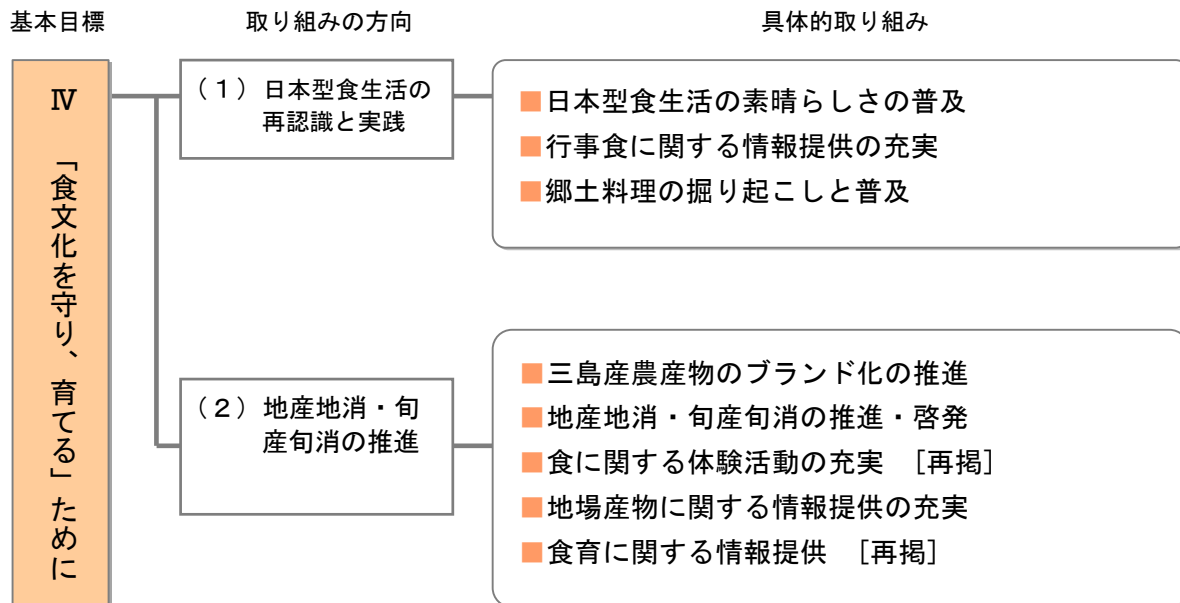 基本目標 取り組みの方向 具体的取り組み
Ⅳ 「食文化を守り、育てる」ために
（１）日本型食生活の
再認識と実践
■日本型食生活の素晴らしさの普及
■行事食に関する情報提供の充実
■郷土料理の掘り起こしと普及
（２）地産地消・旬
産旬消の推進
■三島産農産物のブランド化の推進
■地産地消・旬産旬消の推進・啓発
■食に関する体験活動の充実 ［再掲］
■地場産物に関する情報提供の充実
■食育に関する情報提供 ［再掲］